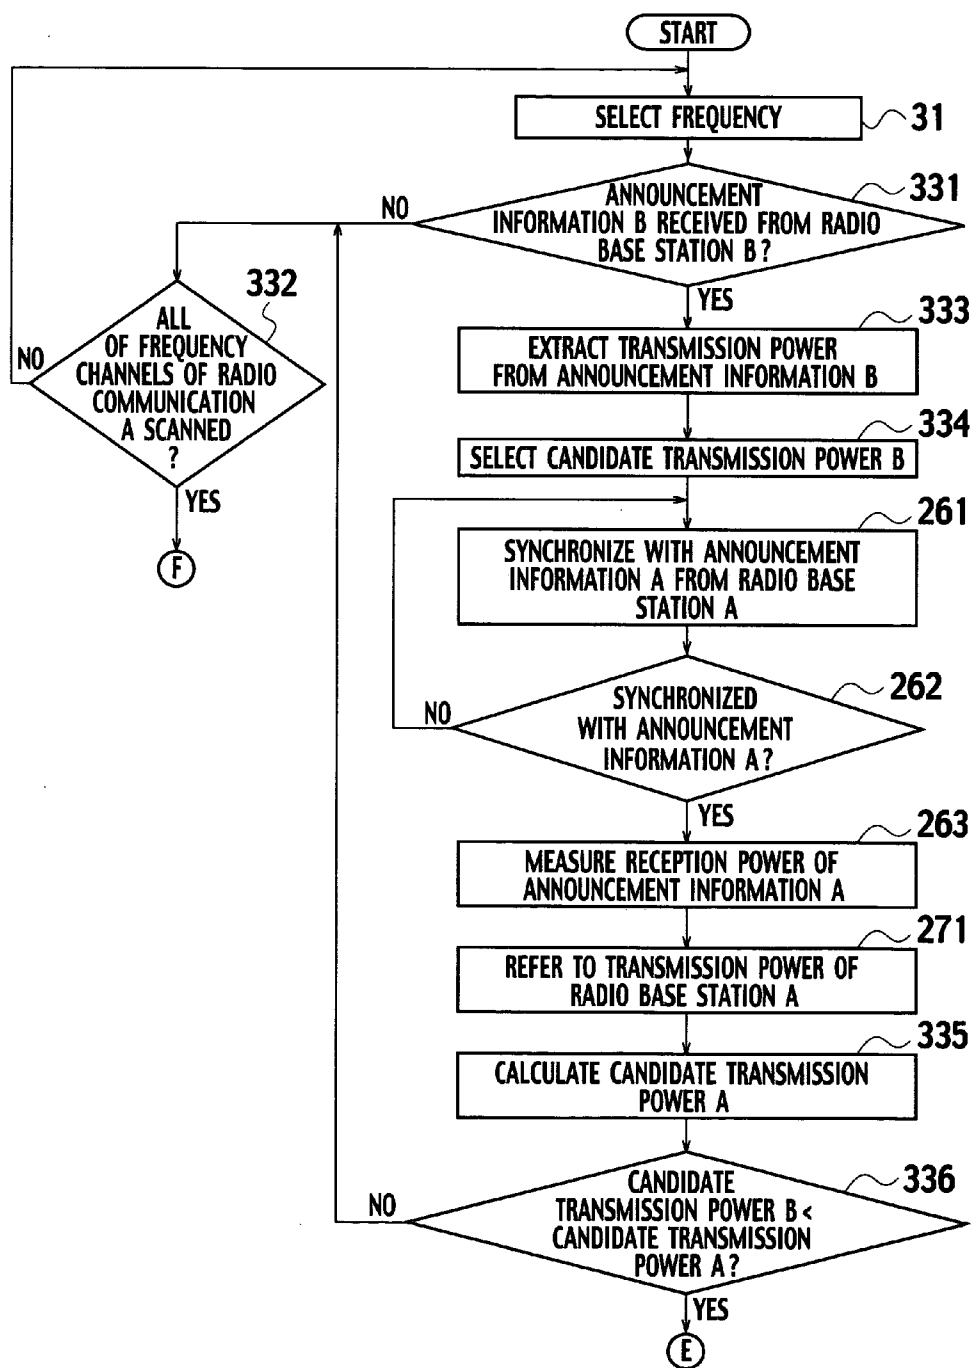 START
SELECT FREQUENCY
31
ANNOUNCEMENT
INFORMATION B RECEIVED FROM RADIO
BASE STATION B?
331
NO
YES
332
ALL
OF FREQUENCY
CHANNELS OF RADIO
COMMUNICATION
A SCANNED
?
NO
YES
F
333
EXTRACT TRANSMISSION POWER
FROM ANNOUNCEMENT INFORMATION B
334
SELECT CANDIDATE TRANSMISSION POWER B
261
SYNCHRONIZE WITH ANNOUNCEMENT
INFORMATION A FROM RADIO BASE
STATION A
262
SYNCHRONIZED
WITH ANNOUNCEMENT
INFORMATION A?
NO
YES
263
MEASURE RECEPTION POWER OF
ANNOUNCEMENT INFORMATION A
271
REFER TO TRANSMISSION POWER OF
RADIO BASE STATION A
335
CALCULATE CANDIDATE TRANSMISSION
POWER A
336
CANDIDATE
TRANSMISSION POWER B<
CANDIDATE TRANSMISSION
POWER A?
NO
YES
E